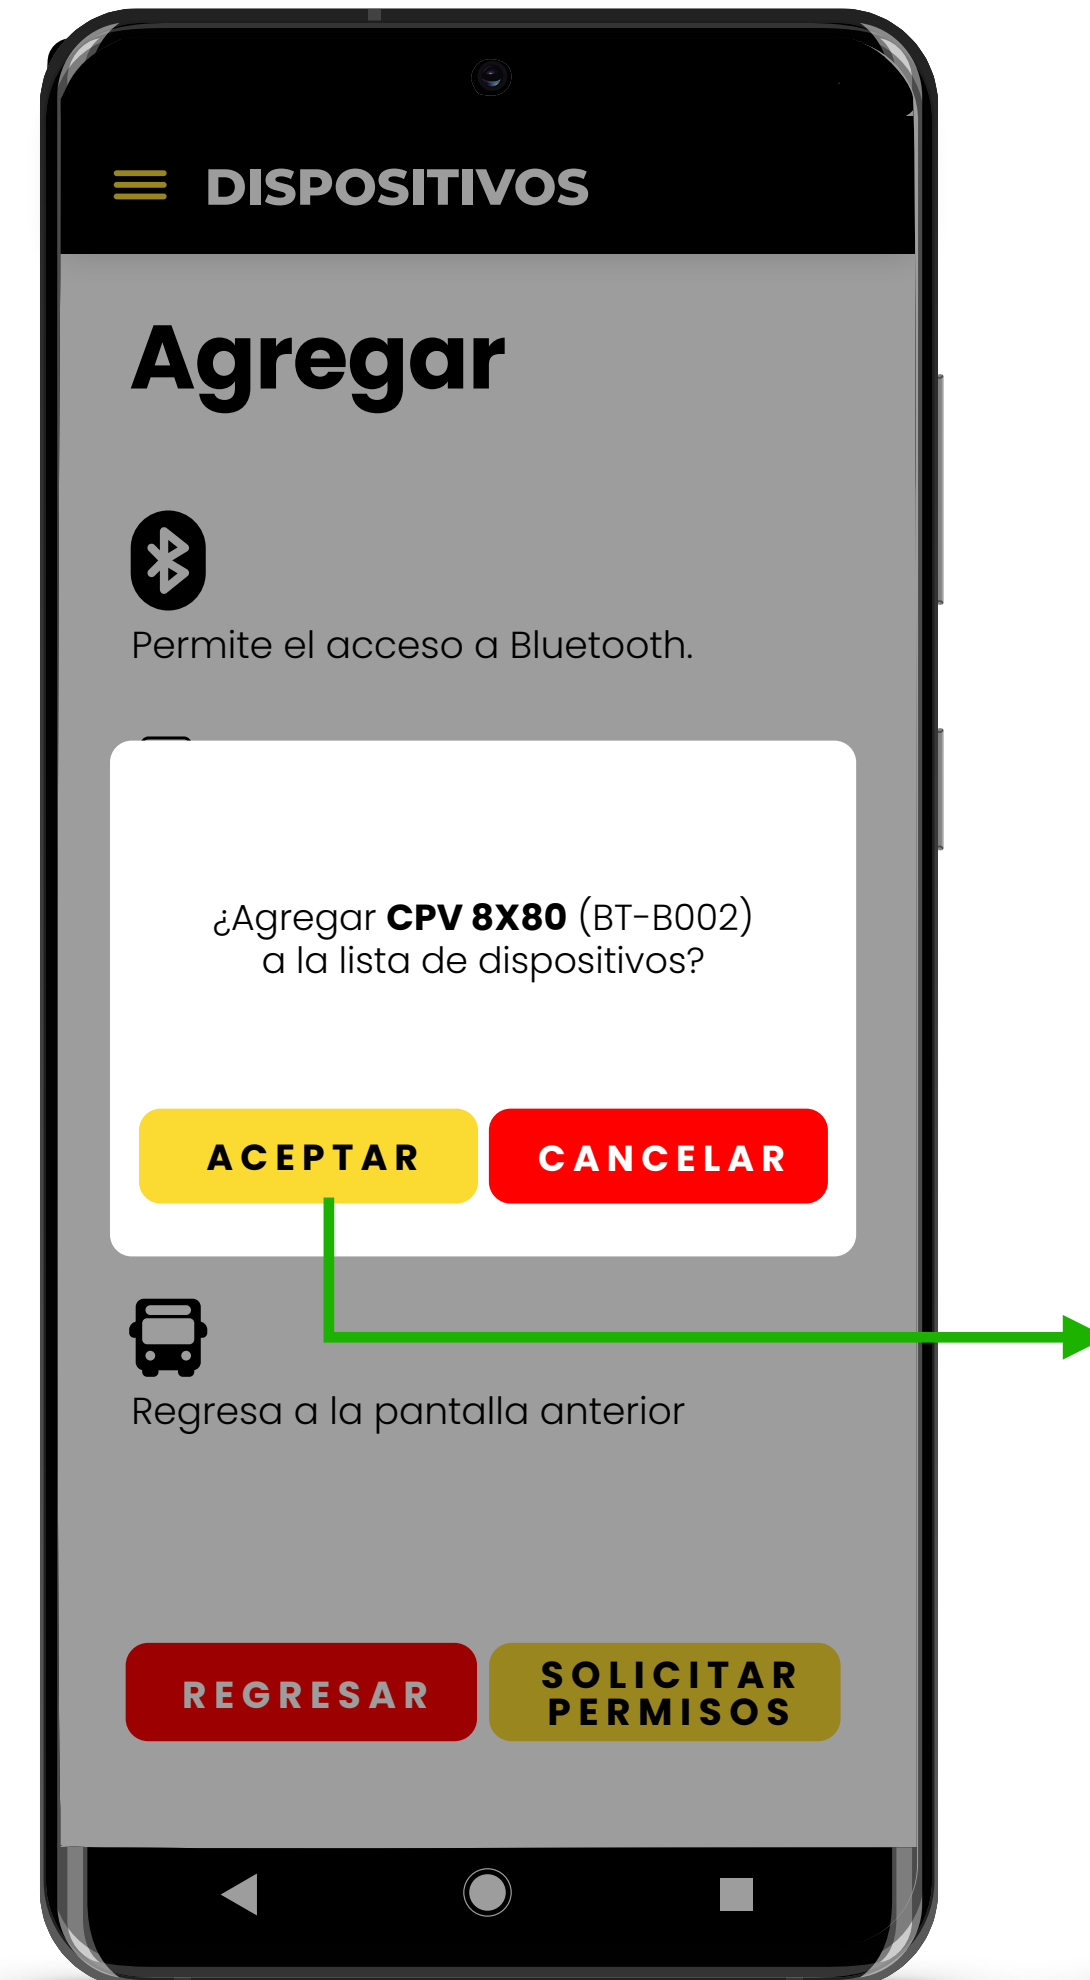 DISPOSITIVOS
Agregar
Permite el acceso a Bluetooth.
¿Agregar CPV 8X80 (BT-B002)
a la lista de dispositivos?
ACEPTAR
CANCELAR
Regresa a la pantalla anterior
REGRESAR
SOLICITAR
PERMISOS